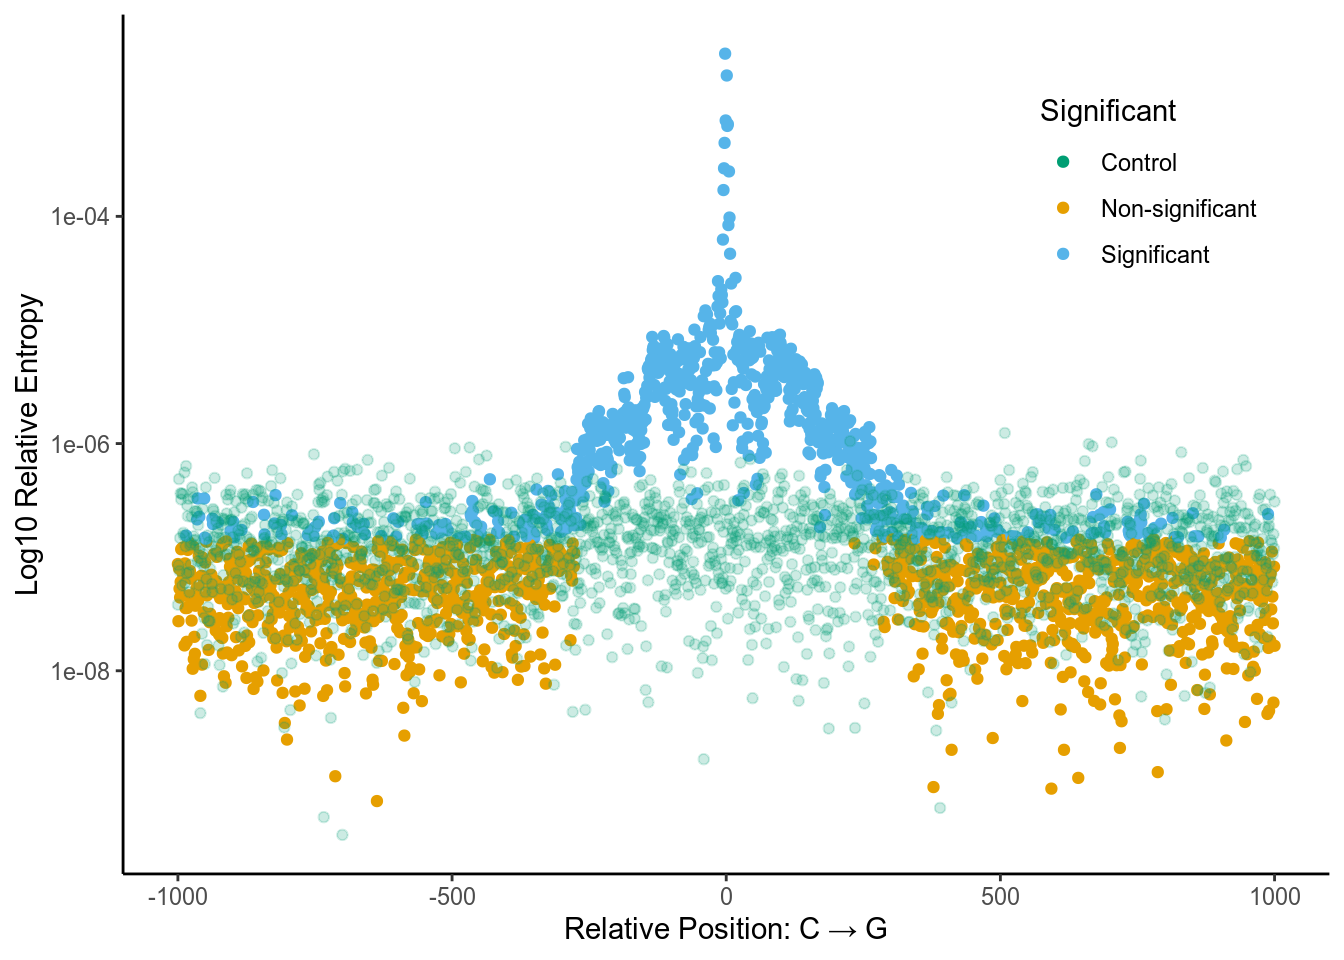 Significant
Control
Non-significant
Significant
Log10 Relative Entropy
1e-04
1e-06
1e-08
-1000
-500
0
500
1000
Relative Position: C → G